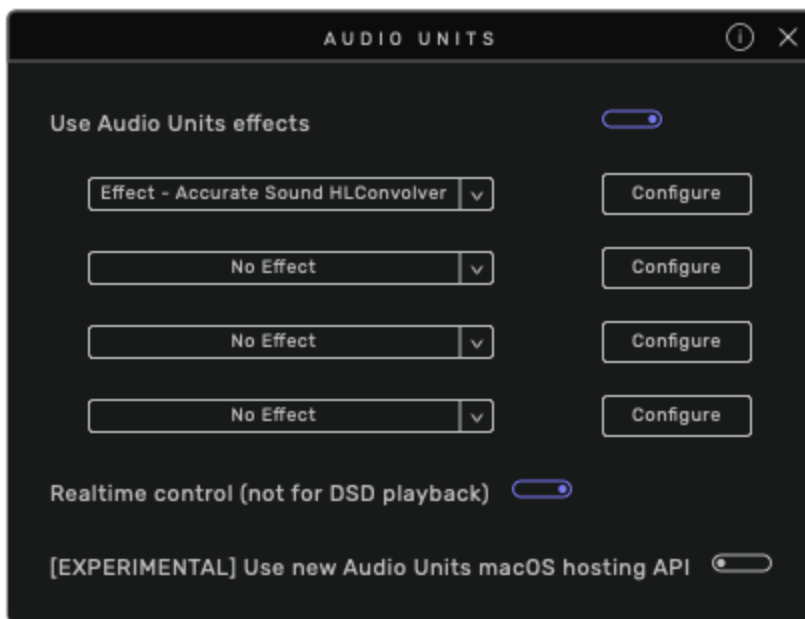 AUDIO UNITS
Use Audio Units effects
Effect - Accurate Sound HLConvolver Configure
No Effect Configure
No Effect Configure
No Effect Configure
Realtime control (not for DSD playback)
[EXPERIMENTAL] Use new Audio Units macOS hosting API